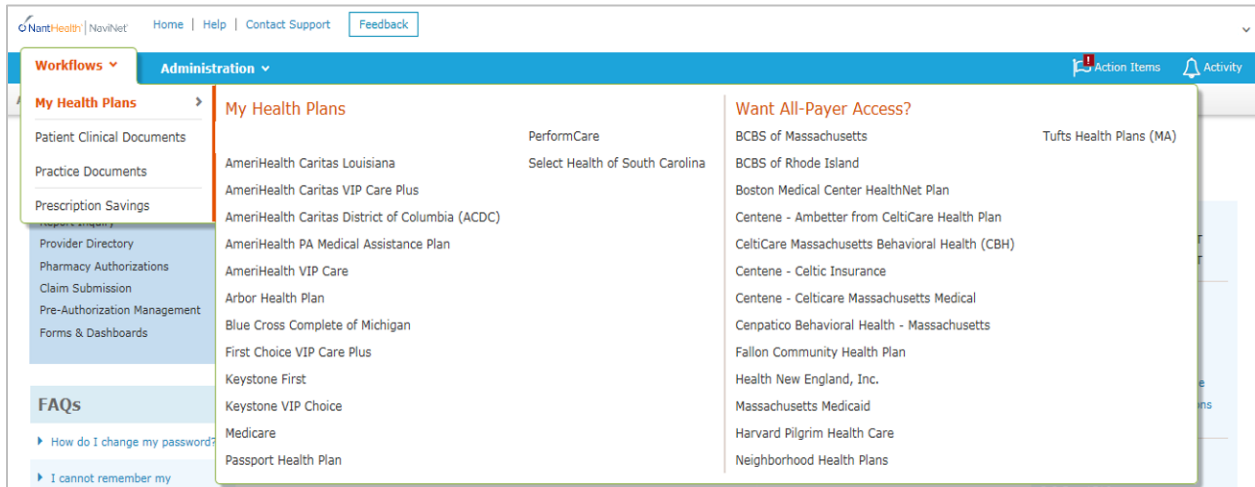 NantHealth | NaviNet
Home | Help | Contact Support
Feedback
Workflows
Administration
Action Items
Activity
My Health Plans
Patient Clinical Documents
Practice Documents
Prescription Savings
Provider Directory
Pharmacy Authorizations
Claim Submission
Pre-Authorization Management
Forms & Dashboards
FAQs
How do I change my password?
I cannot remember my
My Health Plans
AmeriHealth Caritas Louisiana
AmeriHealth Caritas VIP Care Plus
AmeriHealth Caritas District of Columbia (ACDC)
AmeriHealth PA Medical Assistance Plan
AmeriHealth VIP Care
Arbor Health Plan
Blue Cross Complete of Michigan
First Choice VIP Care Plus
Keystone First
Keystone VIP Choice
Medicare
Passport Health Plan
PerformCare
Select Health of South Carolina
Want All-Payer Access?
BCBS of Massachusetts
BCBS of Rhode Island
Boston Medical Center HealthNet Plan
Centene - Ambetter from CeltiCare Health Plan
CeltiCare Massachusetts Behavioral Health (CBH)
Centene - Celtic Insurance
Centene - Celticare Massachusetts Medical
Cenpatico Behavioral Health - Massachusetts
Fallon Community Health Plan
Health New England, Inc.
Massachusetts Medicaid
Harvard Pilgrim Health Care
Neighborhood Health Plans
Tufts Health Plans (MA)